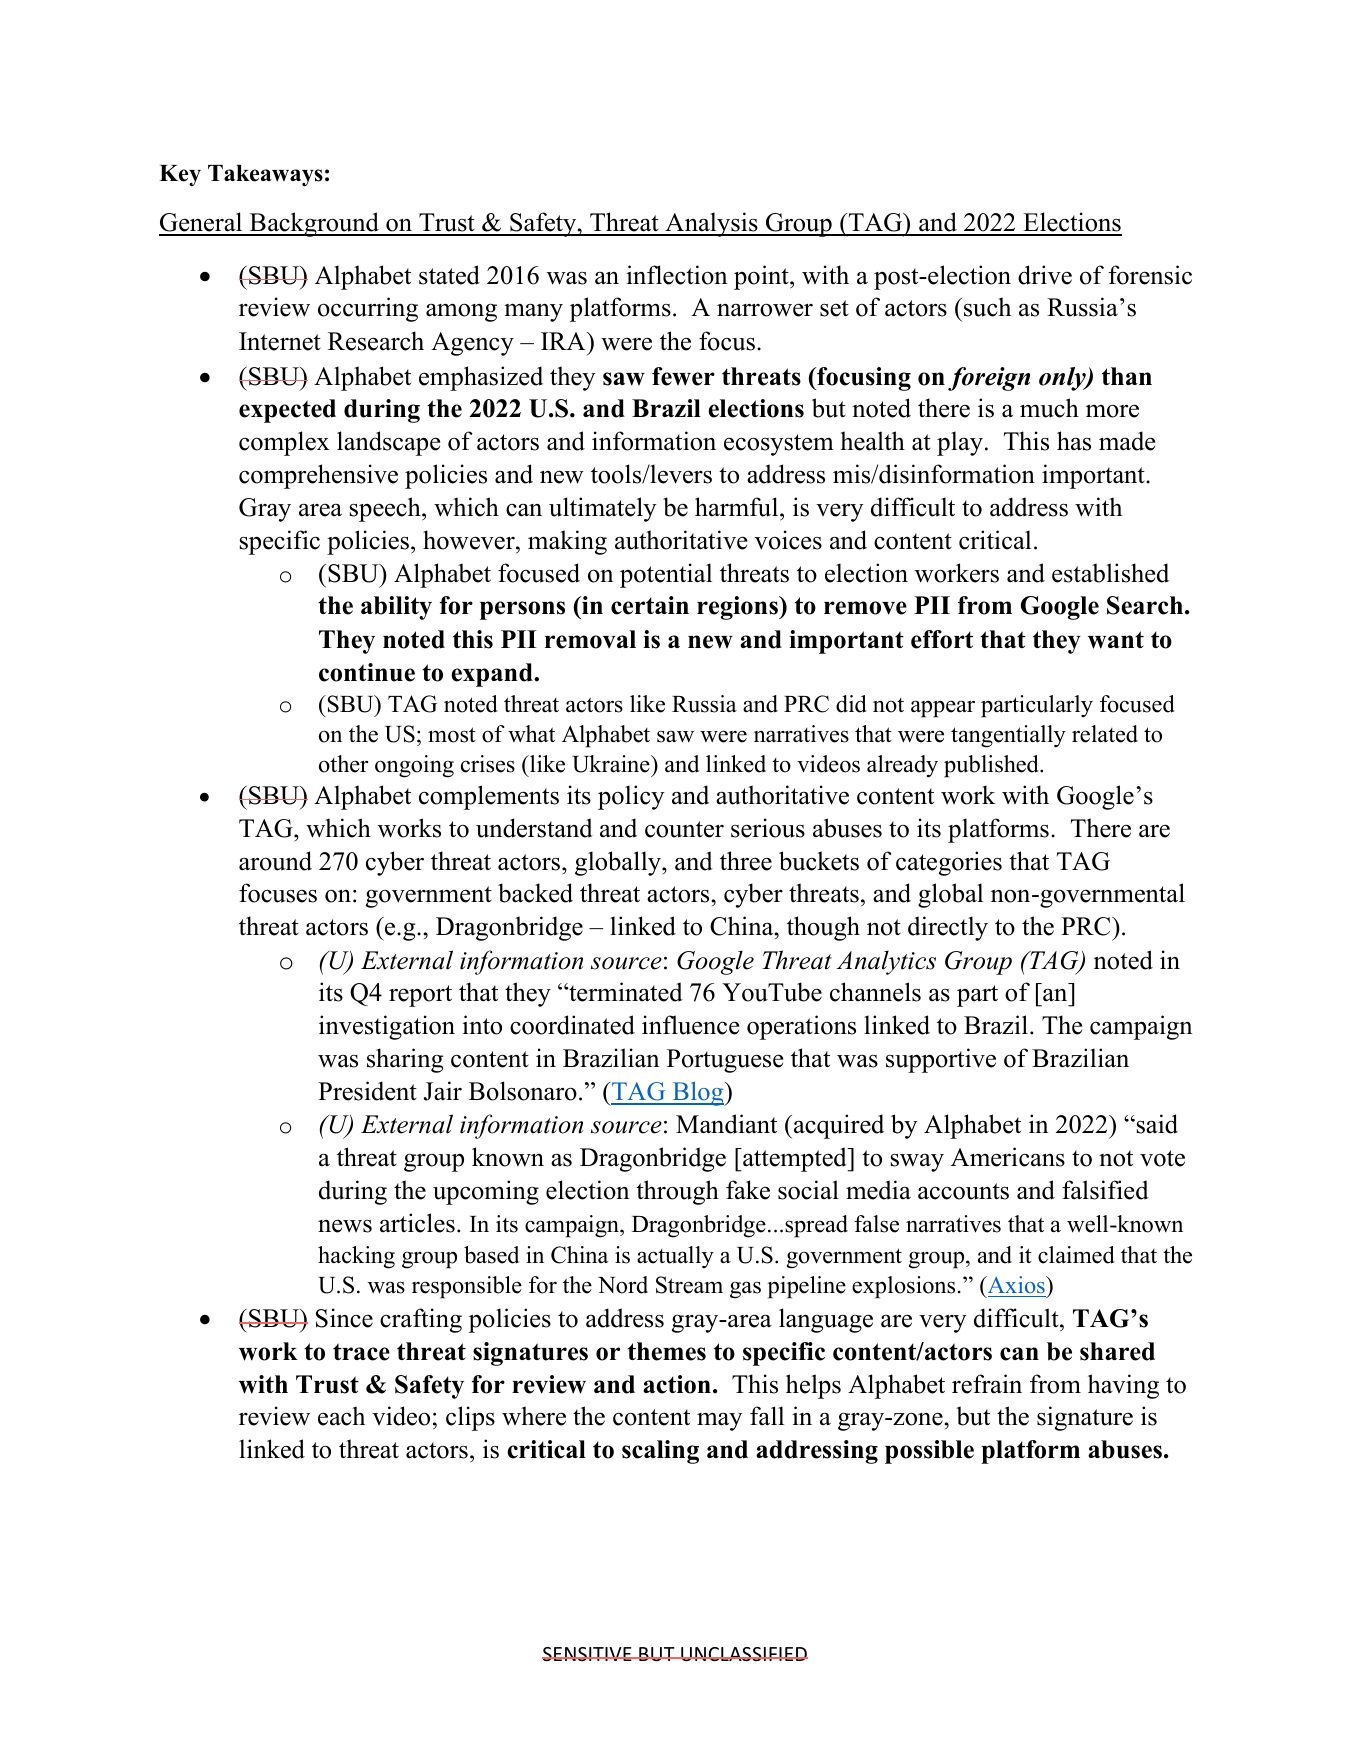 Key Takeaways:
General Background on Trust & Safety, Threat Analysis Group (TAG) and 2022 Elections
• (SBU) Alphabet stated 2016 was an inflection point, with a post-election drive of forensic
review occurring among many platforms.  A narrower set of actors (such as Russia’s
Internet Research Agency – IRA) were the focus.
• (SBU) Alphabet emphasized they saw fewer threats (focusing on foreign only) than
expected during the 2022 U.S. and Brazil elections but noted there is a much more
complex landscape of actors and information ecosystem health at play.  This has made
comprehensive policies and new tools/levers to address mis/disinformation important.
Gray area speech, which can ultimately be harmful, is very difficult to address with
specific policies, however, making authoritative voices and content critical.
o (SBU) Alphabet focused on potential threats to election workers and established
the ability for persons (in certain regions) to remove PII from Google Search.
They noted this PII removal is a new and important effort that they want to
continue to expand.
o (SBU) TAG noted threat actors like Russia and PRC did not appear particularly focused
on the US; most of what Alphabet saw were narratives that were tangentially related to
other ongoing crises (like Ukraine) and linked to videos already published.
• (SBU) Alphabet complements its policy and authoritative content work with Google’s
TAG, which works to understand and counter serious abuses to its platforms.  There are
around 270 cyber threat actors, globally, and three buckets of categories that TAG
focuses on: government backed threat actors, cyber threats, and global non-governmental
threat actors (e.g., Dragonbridge – linked to China, though not directly to the PRC).
o (U) External information source: Google Threat Analytics Group (TAG) noted in
its Q4 report that they “terminated 76 YouTube channels as part of [an]
investigation into coordinated influence operations linked to Brazil. The campaign
was sharing content in Brazilian Portuguese that was supportive of Brazilian
President Jair Bolsonaro.” (TAG Blog)
o (U) External information source: Mandiant (acquired by Alphabet in 2022) “said
a threat group known as Dragonbridge [attempted] to sway Americans to not vote
during the upcoming election through fake social media accounts and falsified
news articles. In its campaign, Dragonbridge...spread false narratives that a well-known
hacking group based in China is actually a U.S. government group, and it claimed that the
U.S. was responsible for the Nord Stream gas pipeline explosions.” (Axios)
• (SBU) Since crafting policies to address gray-area language are very difficult, TAG’s
work to trace threat signatures or themes to specific content/actors can be shared
with Trust & Safety for review and action.  This helps Alphabet refrain from having to
review each video; clips where the content may fall in a gray-zone, but the signature is
linked to threat actors, is critical to scaling and addressing possible platform abuses.
SENSITIVE BUT UNCLASSIFIED